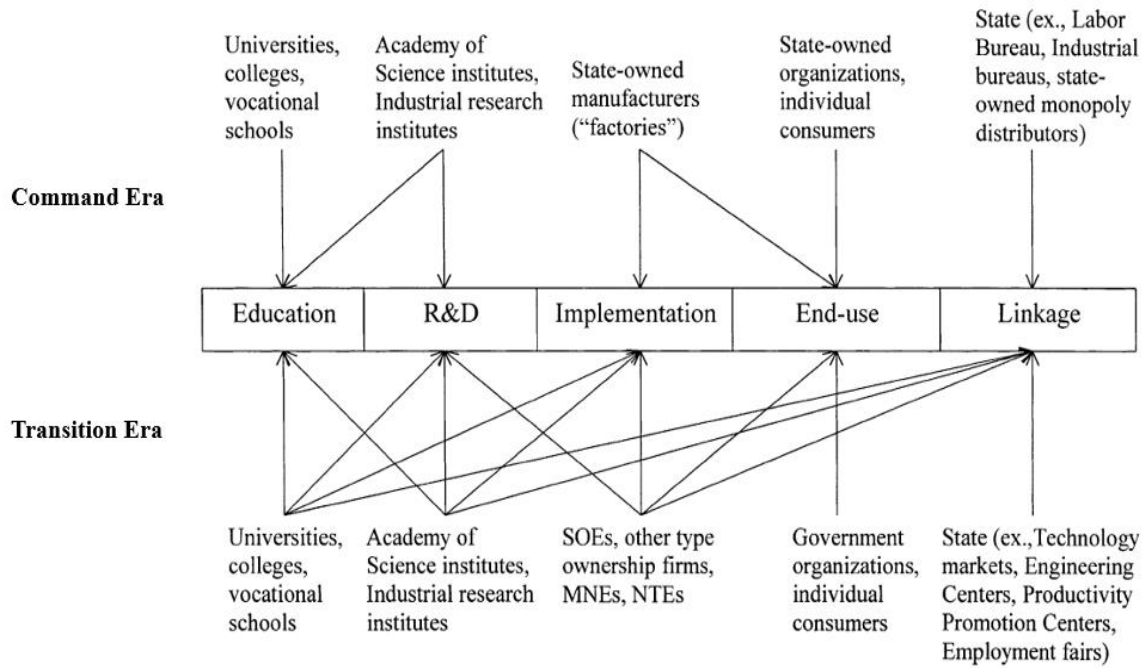 Universities,
colleges,
vocational
schools
Academy of
Science institutes,
Industrial research
institutes
State-owned
manufacturers
(“factories”)
State-owned
organizations,
individual
consumers
State (ex., Labor
Bureau, Industrial
bureaus, state-
owned monopoly
distributors)
Command Era
Education
R&D
Implementation
End-use
Linkage
Transition Era
Universities,
colleges,
vocational
schools
Academy of
Science institutes,
Industrial research
institutes
SOEs, other type
ownership firms,
MNEs, NTEs
Government
organizations,
individual
consumers
State (ex.,Technology
markets, Engineering
Centers, Productivity
Promotion Centers,
Employment fairs)